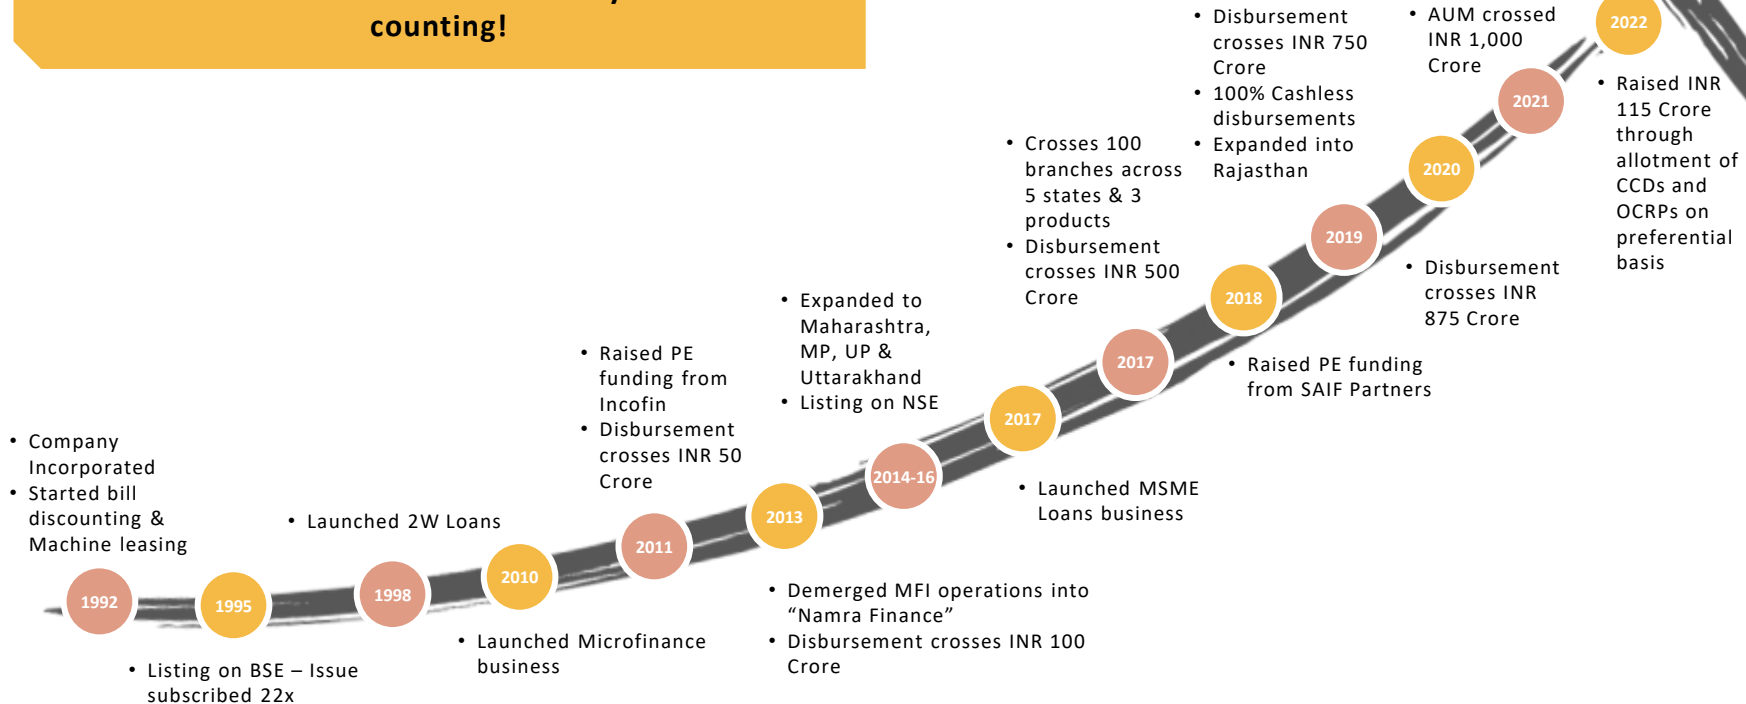 counting!
• Company
Incorporated
• Started bill
discounting &
Machine leasing
1992
1995
• Listing on BSE – Issue
subscribed 22x
• Launched 2W Loans
1998
2010
• Launched Microfinance
business
• Raised PE
funding from
Incofin
• Disbursement
crosses INR 50
Crore
2011
2013
• Demerged MFI operations into
“Namra Finance”
• Disbursement crosses INR 100
Crore
• Expanded to
Maharashtra,
MP, UP &
Uttarakhand
• Listing on NSE
2014-16
2017
• Launched MSME
Loans business
• Crosses 100
branches across
5 states & 3
products
• Disbursement
crosses INR 500
Crore
2017
2018
• Raised PE funding
from SAIF Partners
• Disbursement
crosses INR 750
Crore
• 100% Cashless
disbursements
• Expanded into
Rajasthan
2019
2020
• Disbursement
crosses INR
875 Crore
• AUM crossed
INR 1,000
Crore
2021
2022
• Raised INR
115 Crore
through
allotment of
CCDs and
OCRPs on
preferential
basis